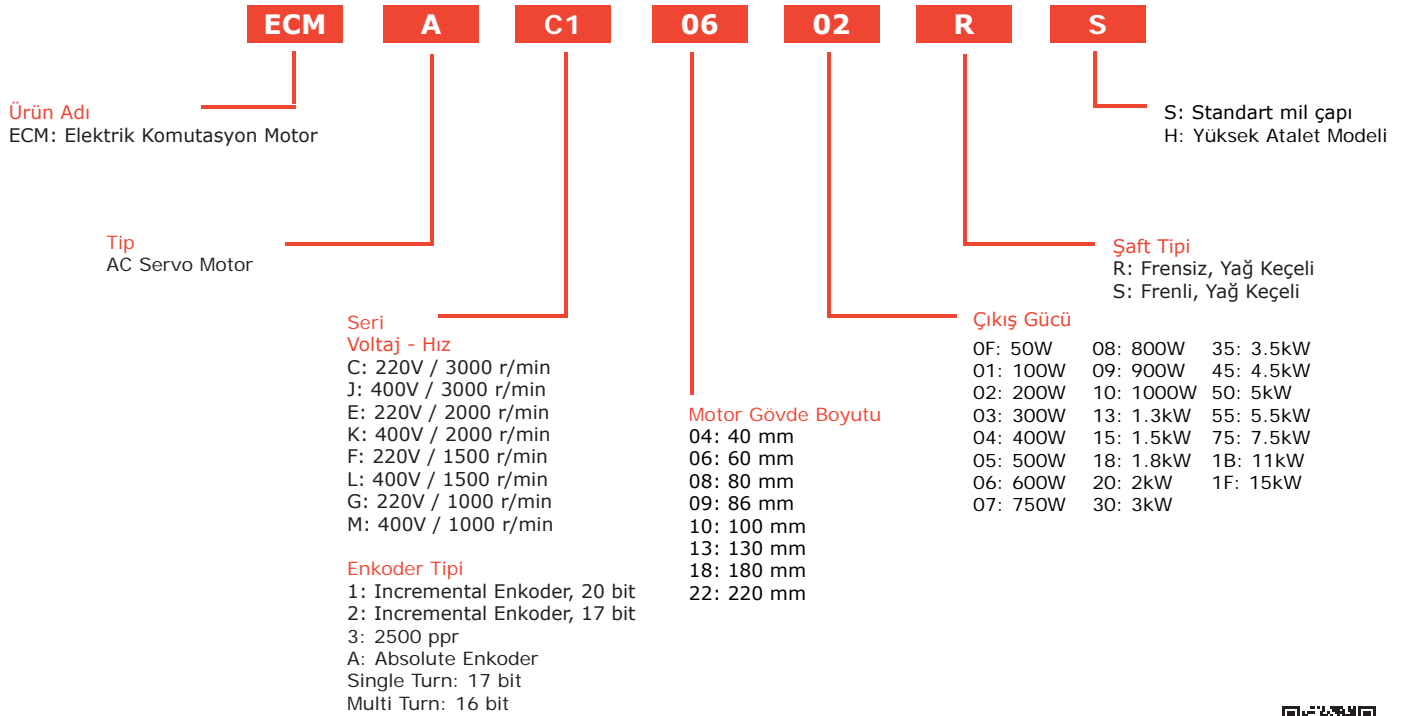 ECM A C1 06 02 R S
Ürün Adı
ECM: Elektrik Komutasyon Motor
S: Standart mil çapı
H: Yüksek Atalet Modeli
Tip
AC Servo Motor
Şaft Tipi
R: Frensiz, Yağ Keçeli
S: Frenli, Yağ Keçeli
Seri
Voltaj - Hız
C: 220V / 3000 r/min
J: 400V / 3000 r/min
E: 220V / 2000 r/min
K: 400V / 2000 r/min
F: 220V / 1500 r/min
L: 400V / 1500 r/min
G: 220V / 1000 r/min
M: 400V / 1000 r/min
Enkoder Tipi
1: Incremental Enkoder, 20 bit
2: Incremental Enkoder, 17 bit
3: 2500 ppr
A: Absolute Enkoder
Single Turn: 17 bit
Multi Turn: 16 bit
Motor Gövde Boyutu
04: 40 mm
06: 60 mm
08: 80 mm
09: 86 mm
10: 100 mm
13: 130 mm
18: 180 mm
22: 220 mm
Çıkış Gücü
0F: 50W 08: 800W 35: 3.5kW
01: 100W 09: 900W 45: 4.5kW
02: 200W 10: 1000W 50: 5kW
03: 300W 13: 1.3kW 55: 5.5kW
04: 400W 15: 1.5kW 75: 7.5kW
05: 500W 18: 1.8kW 1B: 11kW
06: 600W 20: 2kW 1F: 15kW
07: 750W 30: 3kW